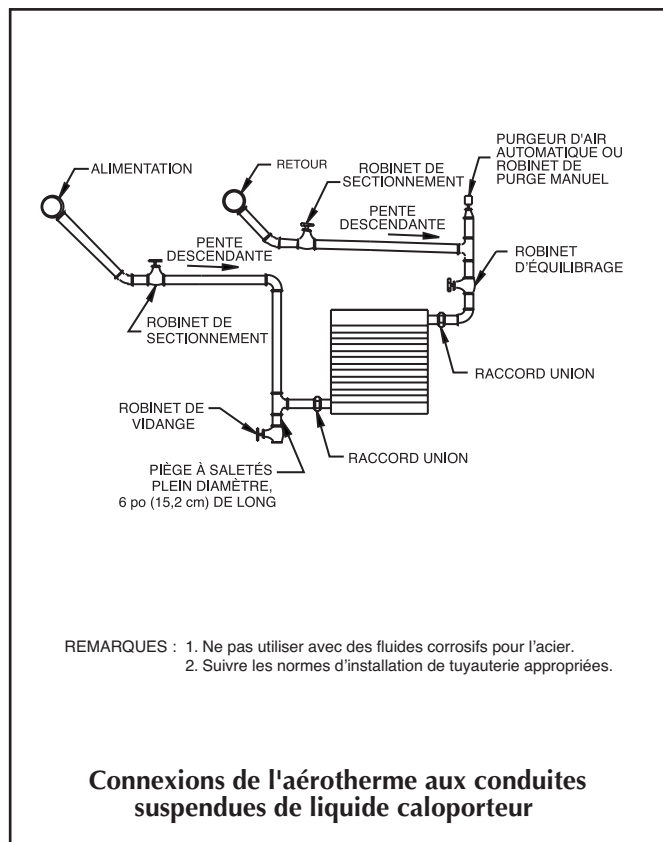 ALIMENTATION
RETOUR
ROBINET DE
SECTIONNEMENT
PURGEUR D'AIR
AUTOMATIQUE OU
ROBINET DE
PURGE MANUEL
PENTE
DESCENDANTE
PENTE
DESCENDANTE
ROBINET
D'ÉQUILIBRAGE
ROBINET DE
SECTIONNEMENT
RACCORD UNION
ROBINET DE
VIDANGE
RACCORD UNION
PIÈGE À SALETÉS
PLEIN DIAMÈTRE,
6 po (15,2 cm) DE LONG
REMARQUES : 1. Ne pas utiliser avec des fluides corrosifs pour l'acier.
2. Suivre les normes d'installation de tuyauterie appropriées.
Connexions de l'aérotherme aux conduites
suspendues de liquide caloporteur